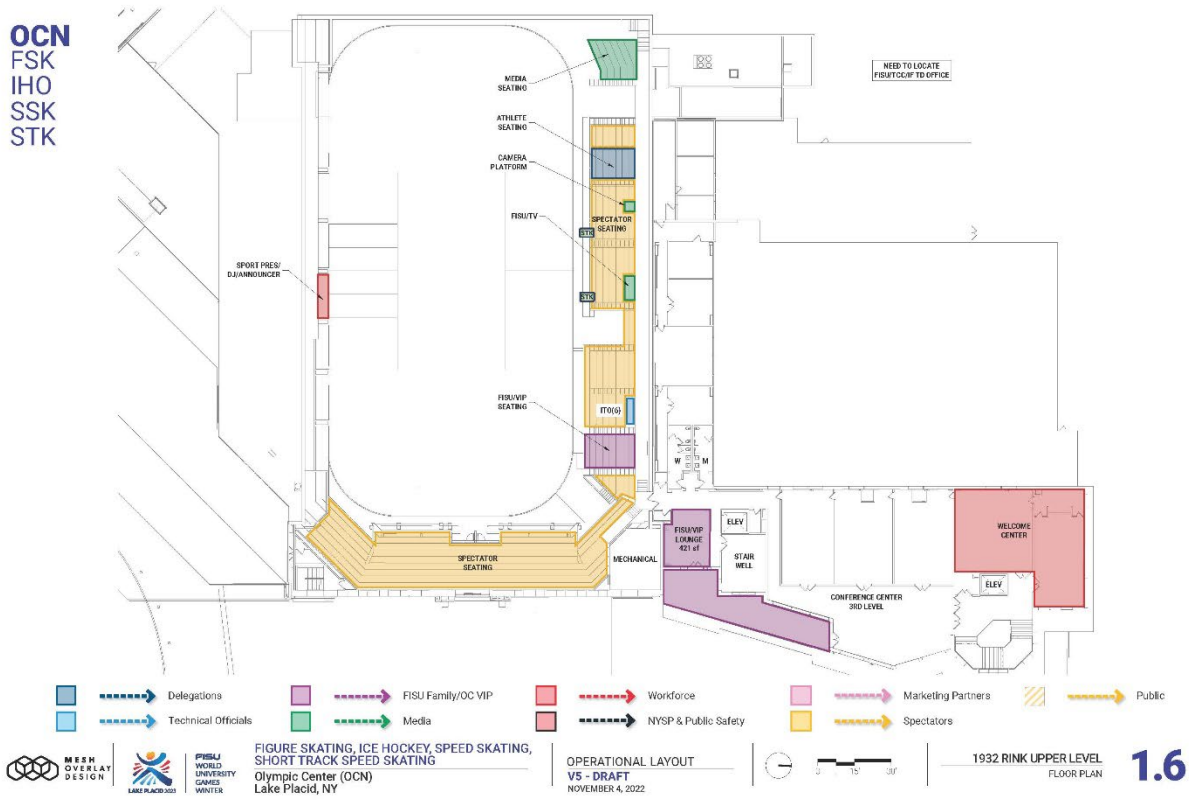 OCN
FSK
IHO
SSK
STK
NEED TO LOCATE
FISU/TCC/IF TD OFFICE
MEDIA
SEATING
ATHLETE
SEATING
CAMERA
PLATFORM
FISU/TV
SPECTATOR
SEATING
STK
SPORT PRES/
DJ/ANNOUNCER
STK
FISU/VIP
SEATING
ITO(6)
W
M
SPECTATOR
SEATING
MECHANICAL
FISU/VIP
LOUNGE
421 sf
ELEV
STAIR
WELL
WELCOME
CENTER
ELEV
CONFERENCE CENTER
3RD LEVEL
Delegations
FISU Family/OC VIP
Workforce
Marketing Partners
Public
Technical Officials
Media
NYSP & Public Safety
Spectators
MESH
OVERLAY
DESIGN
LAKE PLACID 2023
FISU
WORLD
UNIVERSITY
GAMES
WINTER
FIGURE SKATING, ICE HOCKEY, SPEED SKATING,
SHORT TRACK SPEED SKATING
Olympic Center (OCN)
Lake Placid, NY
OPERATIONAL LAYOUT
V5 - DRAFT
NOVEMBER 4, 2022
0 15' 30'
1932 RINK UPPER LEVEL
FLOOR PLAN
1.6